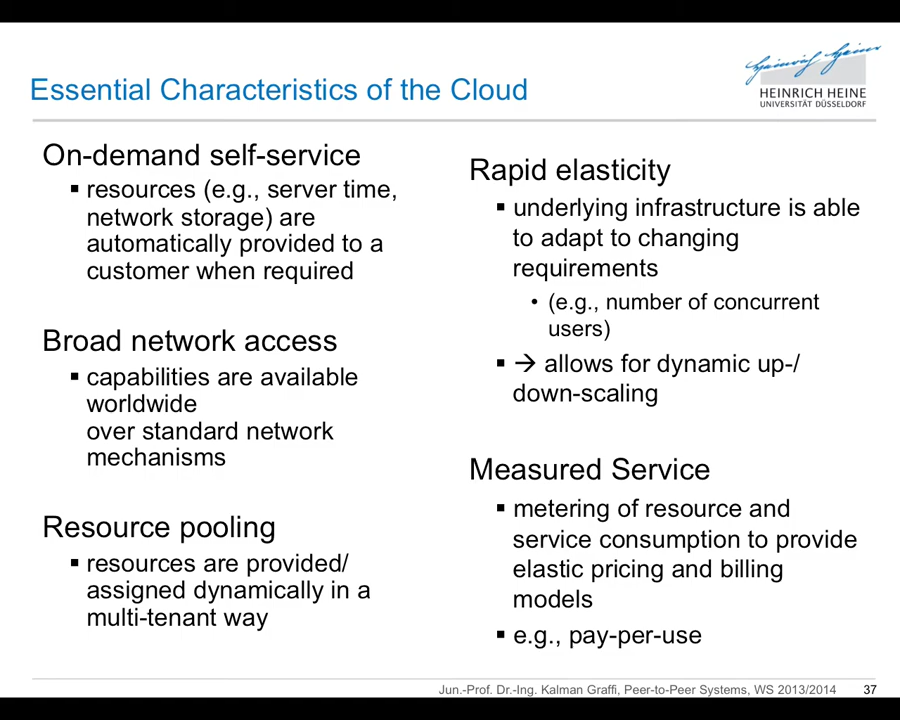 Essential Characteristics of the Cloud
Heinrich Heine
HEINRICH HEINE
UNIVERSITÄT DÜSSELDORF
On-demand self-service
▪ resources (e.g., server time,
network storage) are
automatically provided to a
customer when required
Broad network access
▪ capabilities are available
worldwide
over standard network
mechanisms
Resource pooling
▪ resources are provided/
assigned dynamically in a
multi-tenant way
Rapid elasticity
▪ underlying infrastructure is able
to adapt to changing
requirements
• (e.g., number of concurrent
users)
▪ → allows for dynamic up-/
down-scaling
Measured Service
▪ metering of resource and
service consumption to provide
elastic pricing and billing
models
▪ e.g., pay-per-use
Jun.-Prof. Dr.-Ing. Kalman Graffi, Peer-to-Peer Systems, WS 2013/2014 37